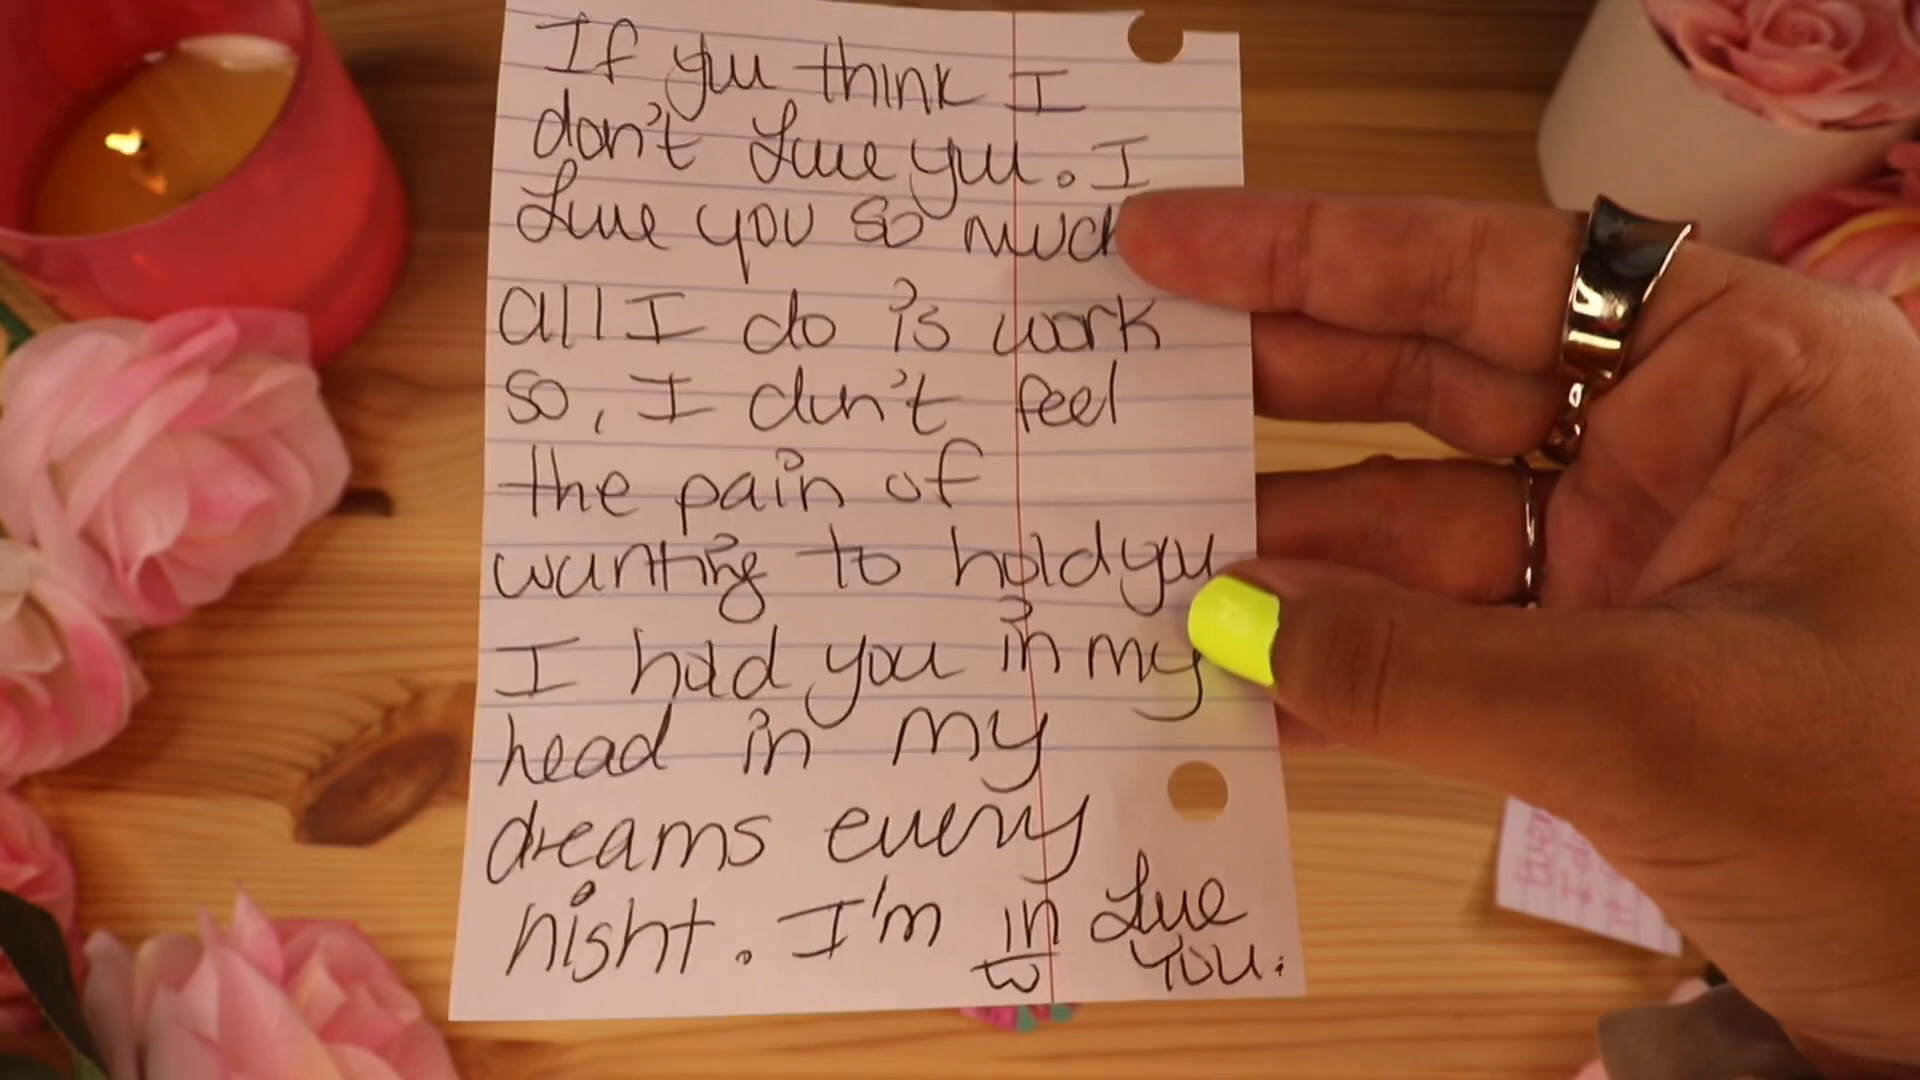 If you think I
don't Love you. I
Love you so much
all I do is work
so, I don't feel
the pain of
wanting to hold you
I hold you in my
head in my
dreams every
night. I'm in Love
w you.